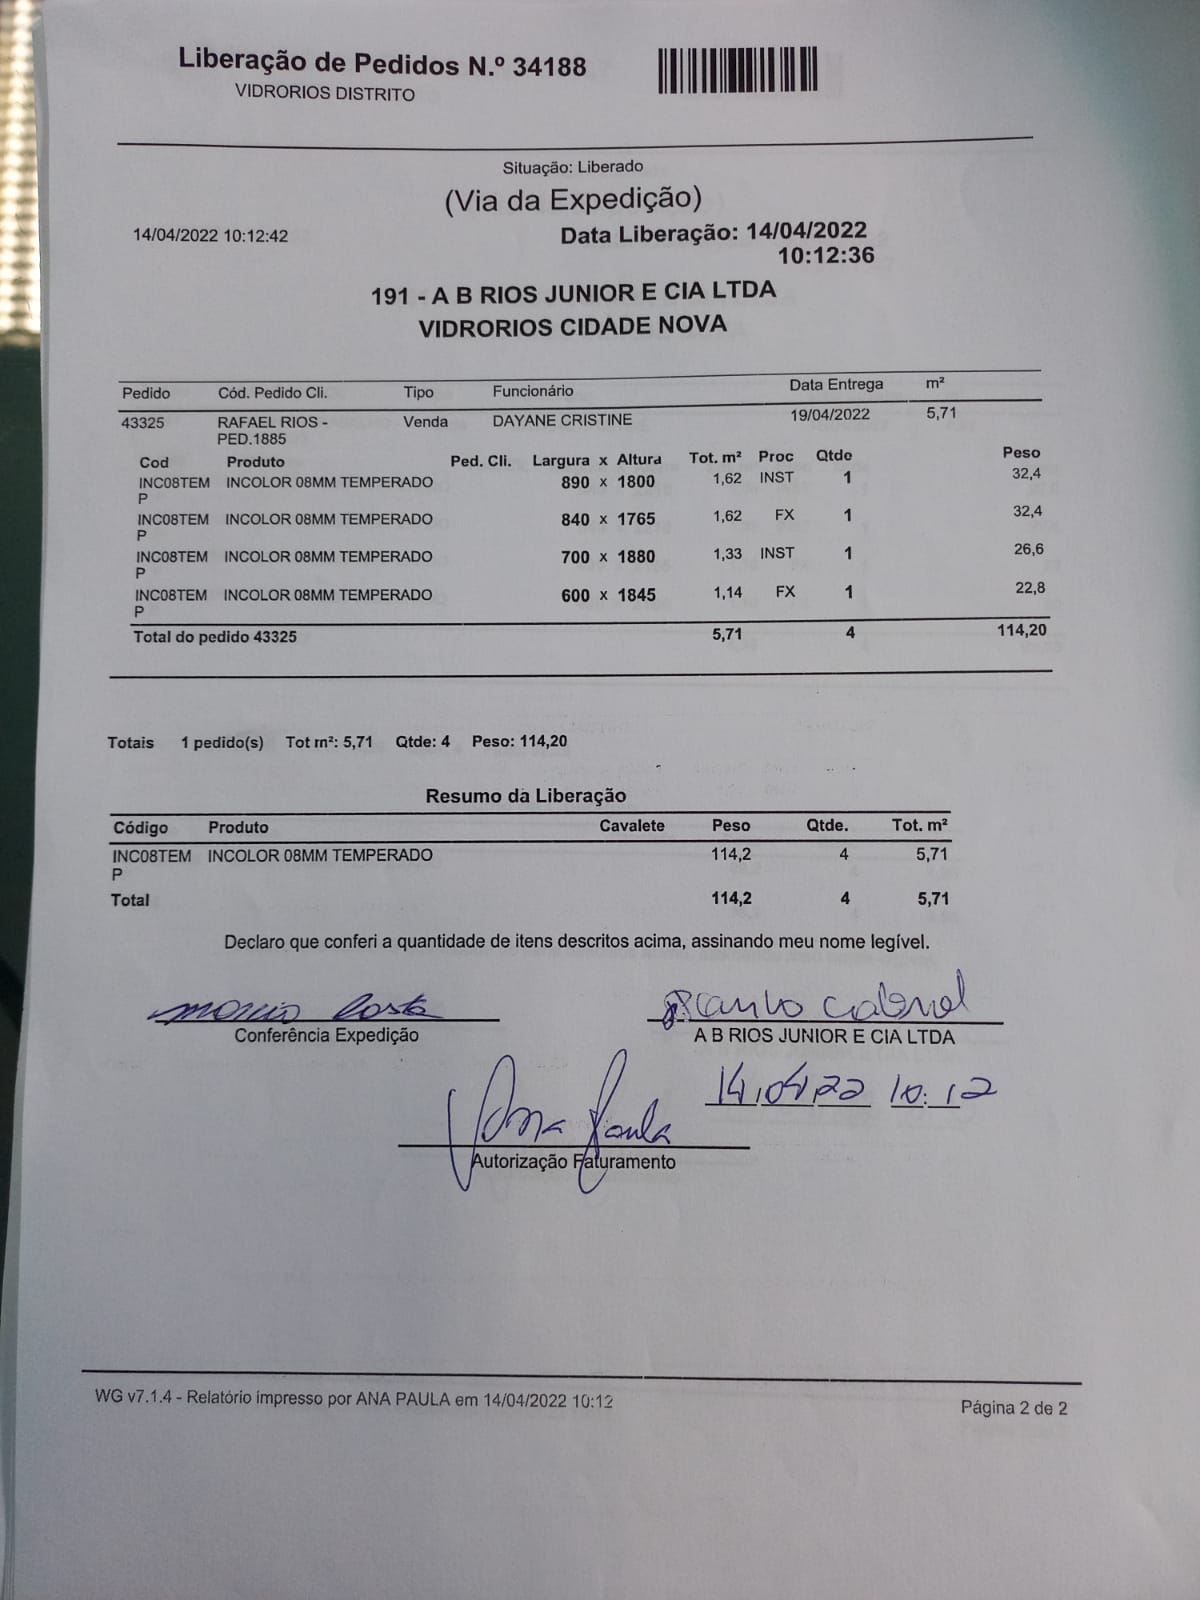 Liberação de Pedidos N.º 34188
VIDRORIOS DISTRITO
Situação: Liberado
(Via da Expedição)
14/04/2022 10:12:42 Data Liberação: 14/04/2022
10:12:36
191 - A B RIOS JUNIOR E CIA LTDA
VIDRORIOS CIDADE NOVA
Pedido Cód. Pedido Cli. Tipo Funcionário Data Entrega m²
43325 RAFAEL RIOS - Venda DAYANE CRISTINE 19/04/2022 5,71
PED.1885
Cod Produto Ped. Cli. Largura x Altura Tot. m² Proc Qtde Peso
INC08TEM INCOLOR 08MM TEMPERADO 890 x 1800 1,62 INST 1 32,4
P
INC08TEM INCOLOR 08MM TEMPERADO 840 x 1765 1,62 FX 1 32,4
P
INC08TEM INCOLOR 08MM TEMPERADO 700 x 1880 1,33 INST 1 26,6
P
INC08TEM INCOLOR 08MM TEMPERADO 600 x 1845 1,14 FX 1 22,8
P
Total do pedido 43325 5,71 4 114,20
Totais 1 pedido(s) Tot m²: 5,71 Qtde: 4 Peso: 114,20
Resumo da Liberação
Código Produto Cavalete Peso Qtde. Tot. m²
INC08TEM INCOLOR 08MM TEMPERADO 114,2 4 5,71
P
Total 114,2 4 5,71
Declaro que conferi a quantidade de itens descritos acima, assinando meu nome legível.
marcio Costa Gabriel
Conferência Expedição A B RIOS JUNIOR E CIA LTDA
14,04,22 10:12
Ana Paula
Autorização Faturamento
WG v7.1.4 - Relatório impresso por ANA PAULA em 14/04/2022 10:12
Página 2 de 2